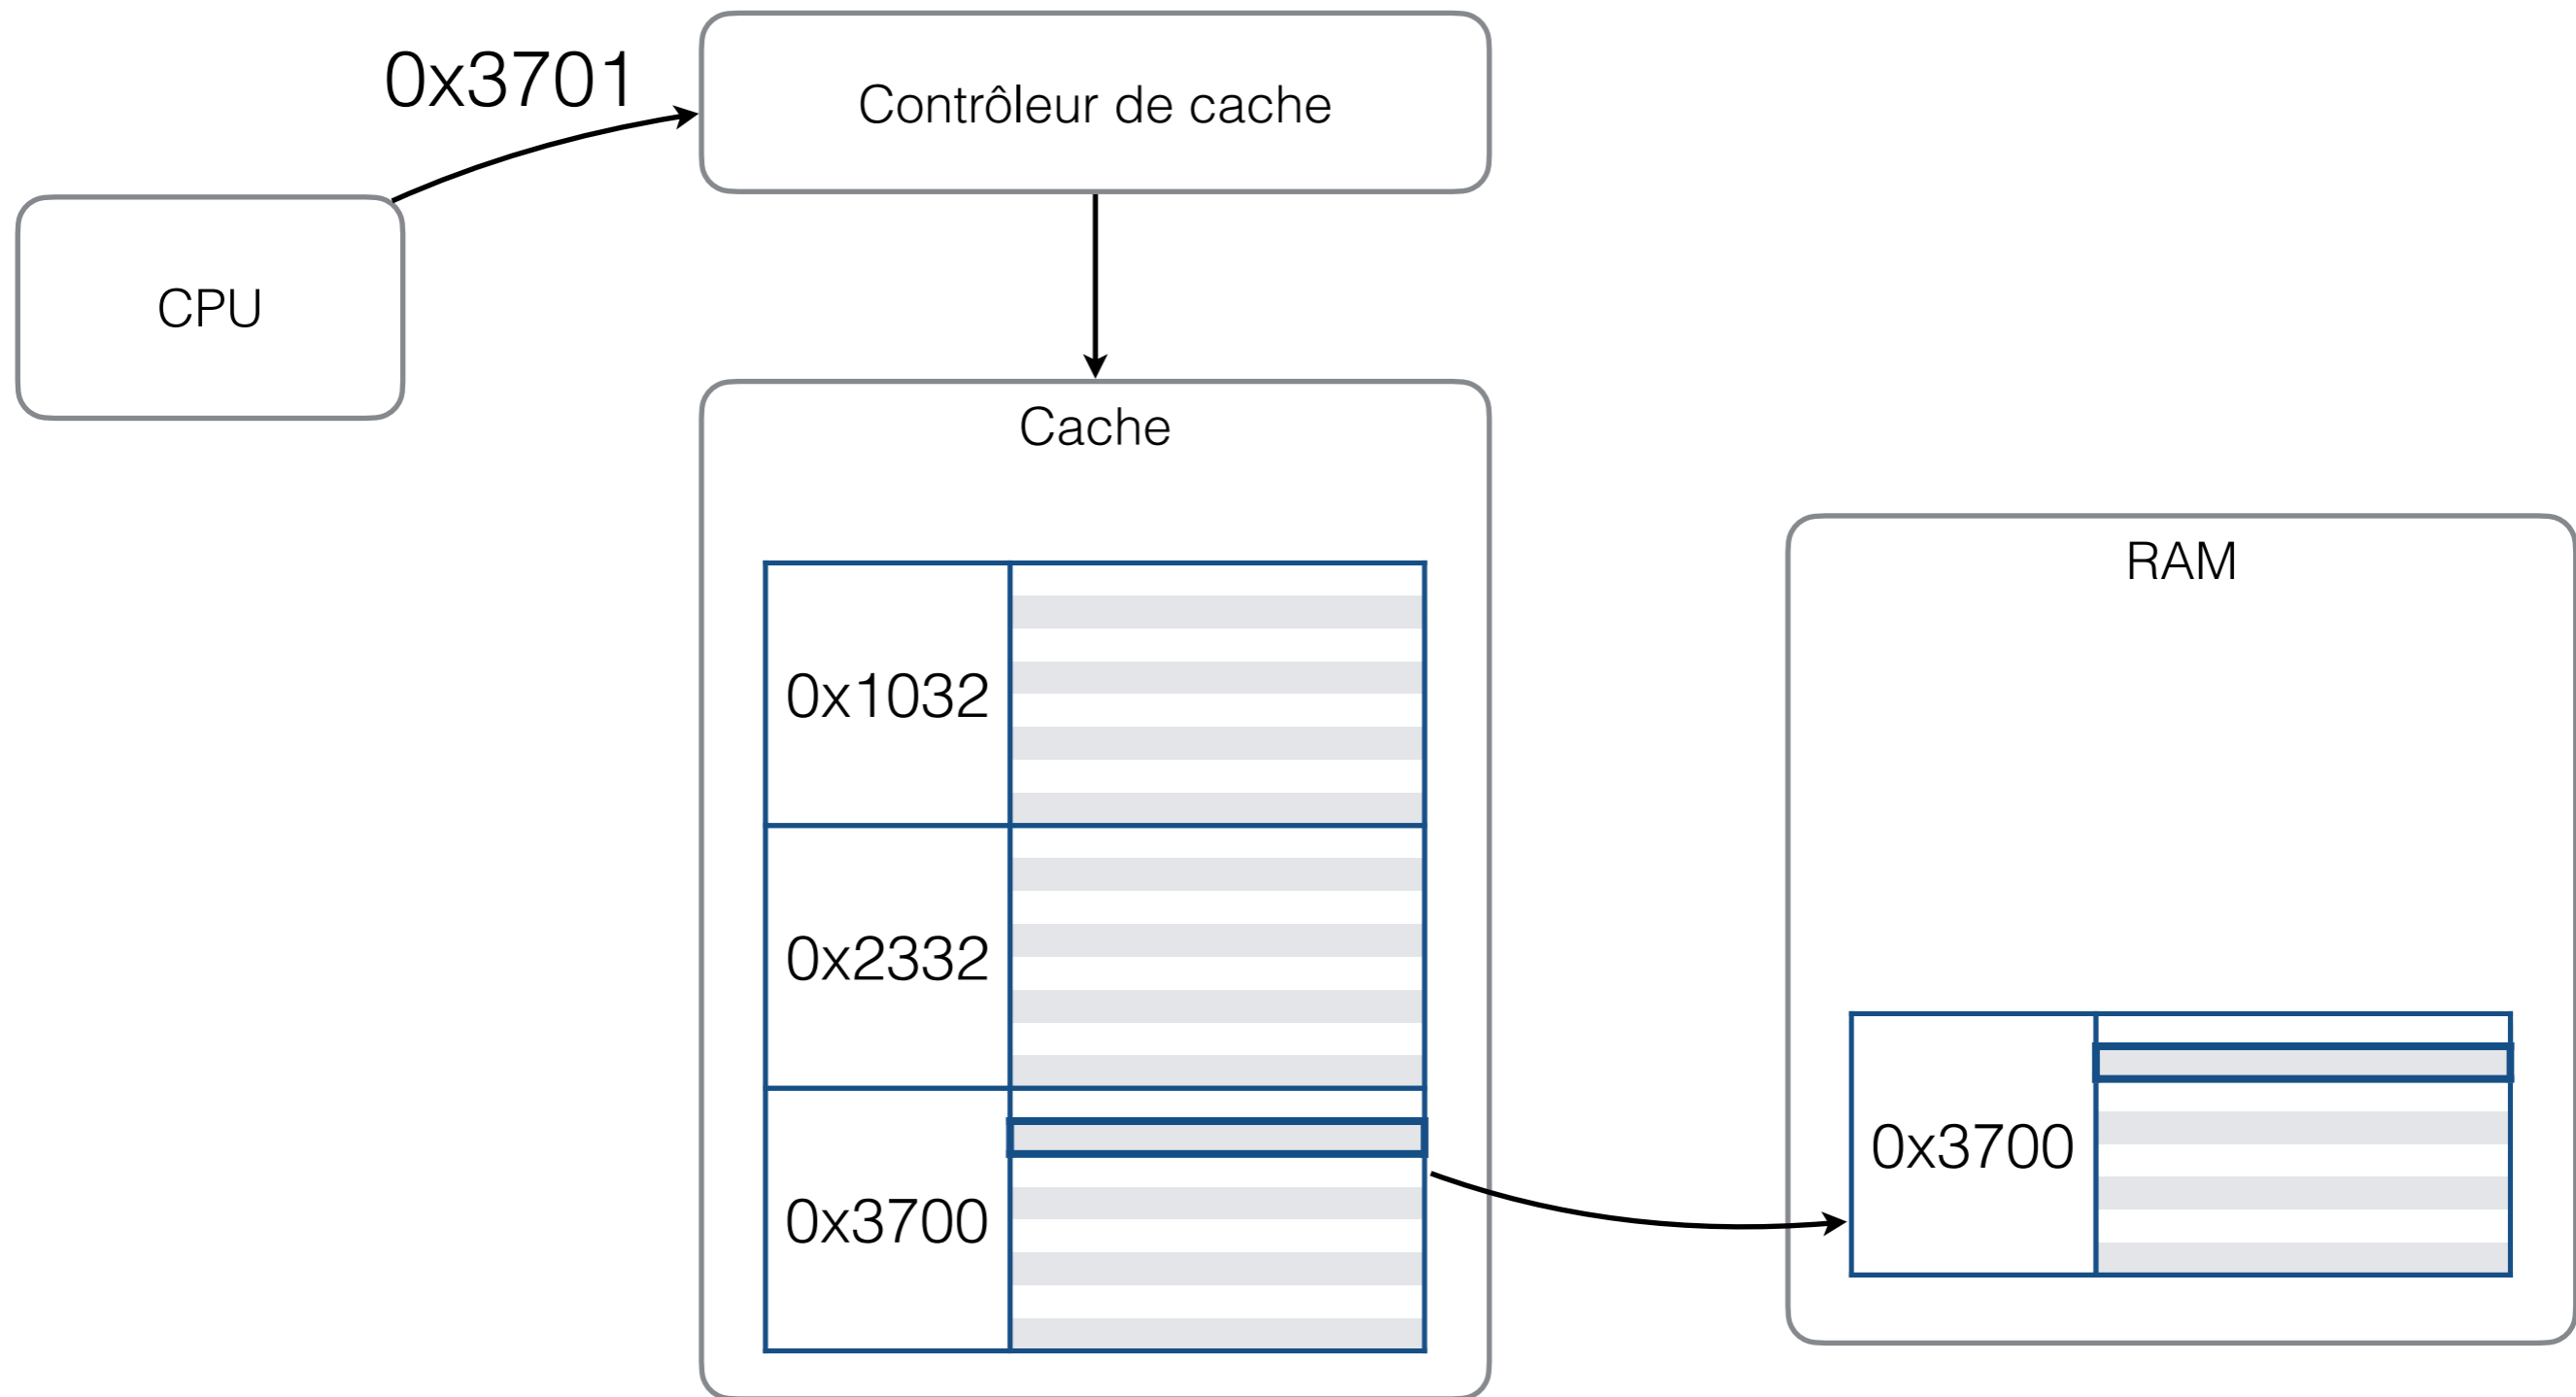 0x3701
Contrôleur de cache
CPU
Cache
RAM
0x1032
0x2332
0x3700
0x3700